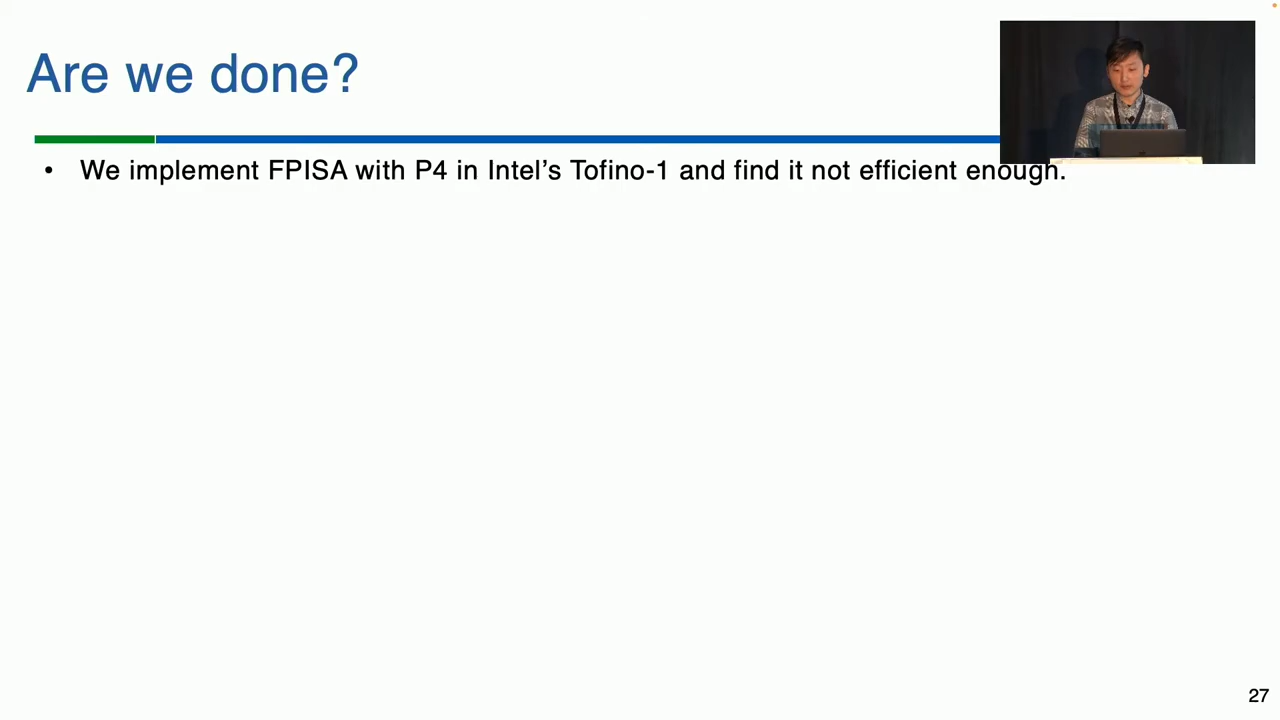 Are we done?
• We implement FPISA with P4 in Intel’s Tofino-1 and find it not efficient enough.
27